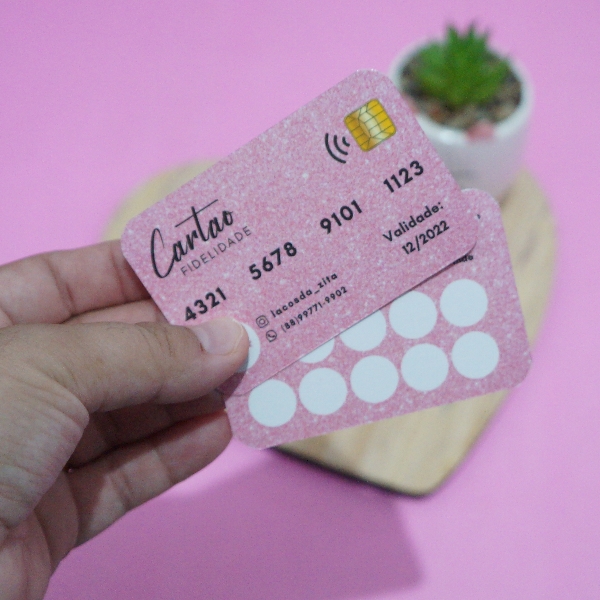 Cartao
FIDELIDADE
4321 5678 9101 1123
Validade:
12/2022
lacosda_zita
(88)99771-9902